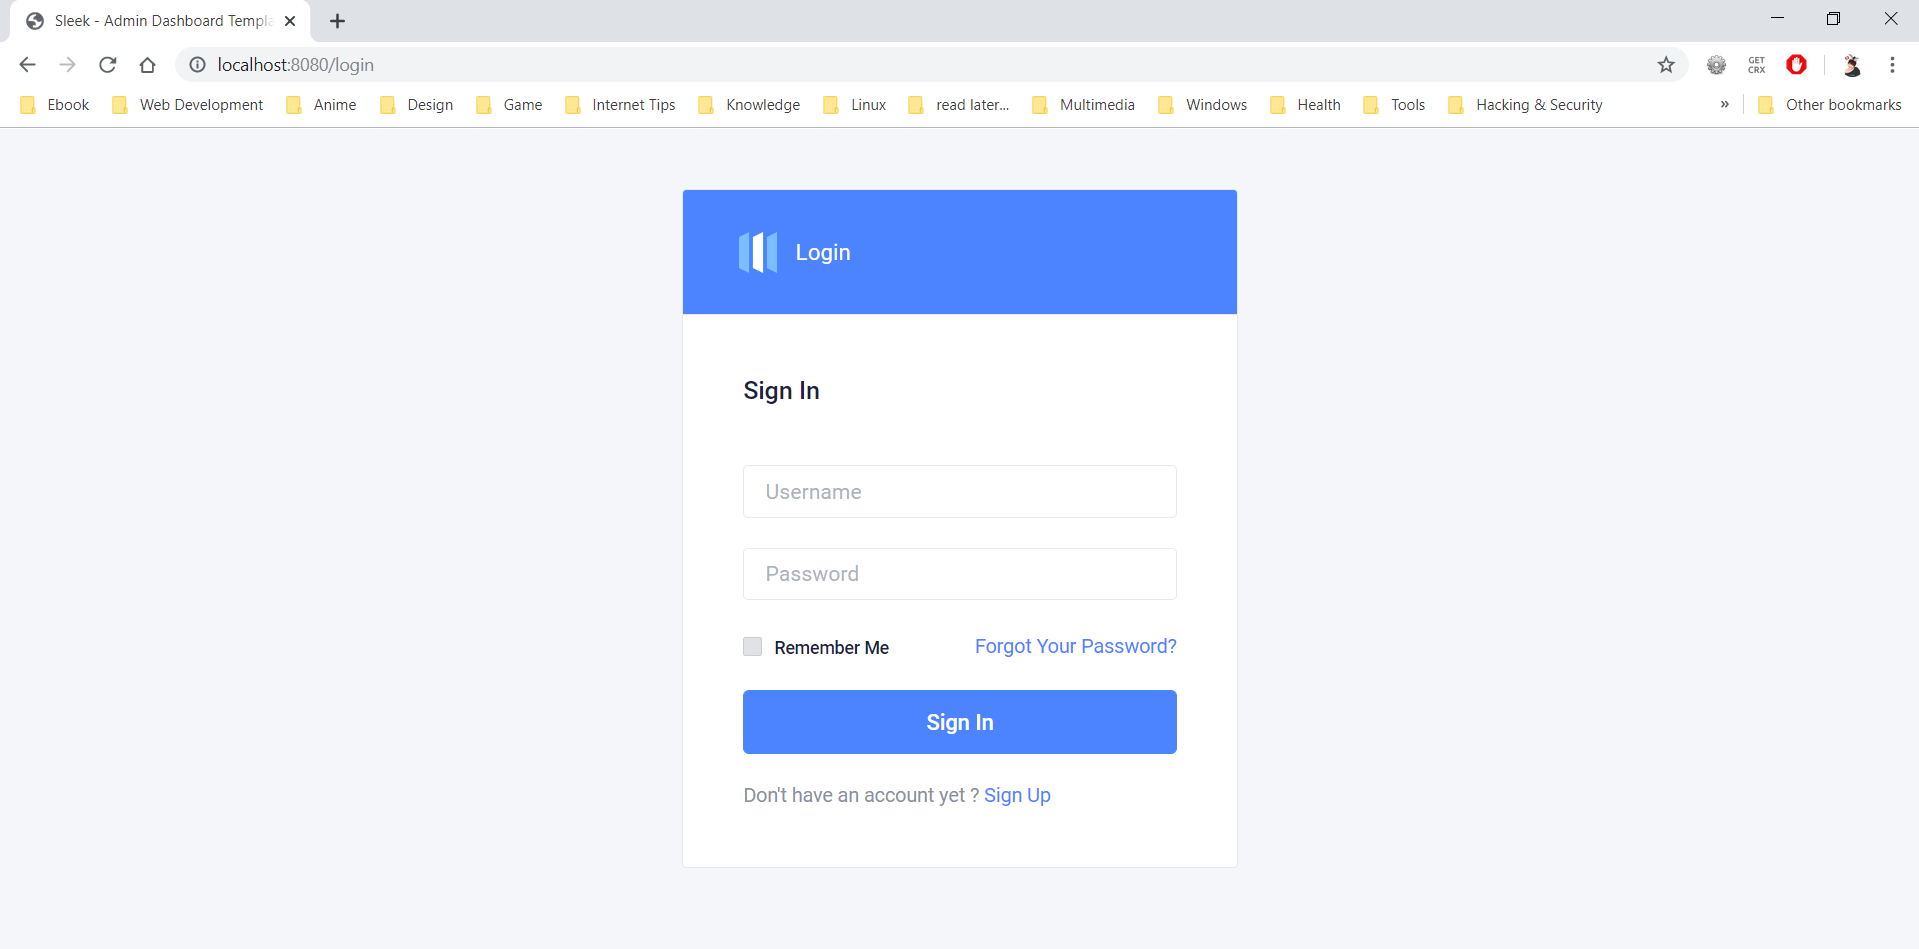 Sleek - Admin Dashboard Templa
localhost:8080/login
GET
CRX
Ebook Web Development Anime Design Game Internet Tips Knowledge Linux read later... Multimedia Windows Health Tools Hacking & Security » Other bookmarks
Login
Sign In
Username
Password
Remember Me Forgot Your Password?
Sign In
Don't have an account yet ? Sign Up